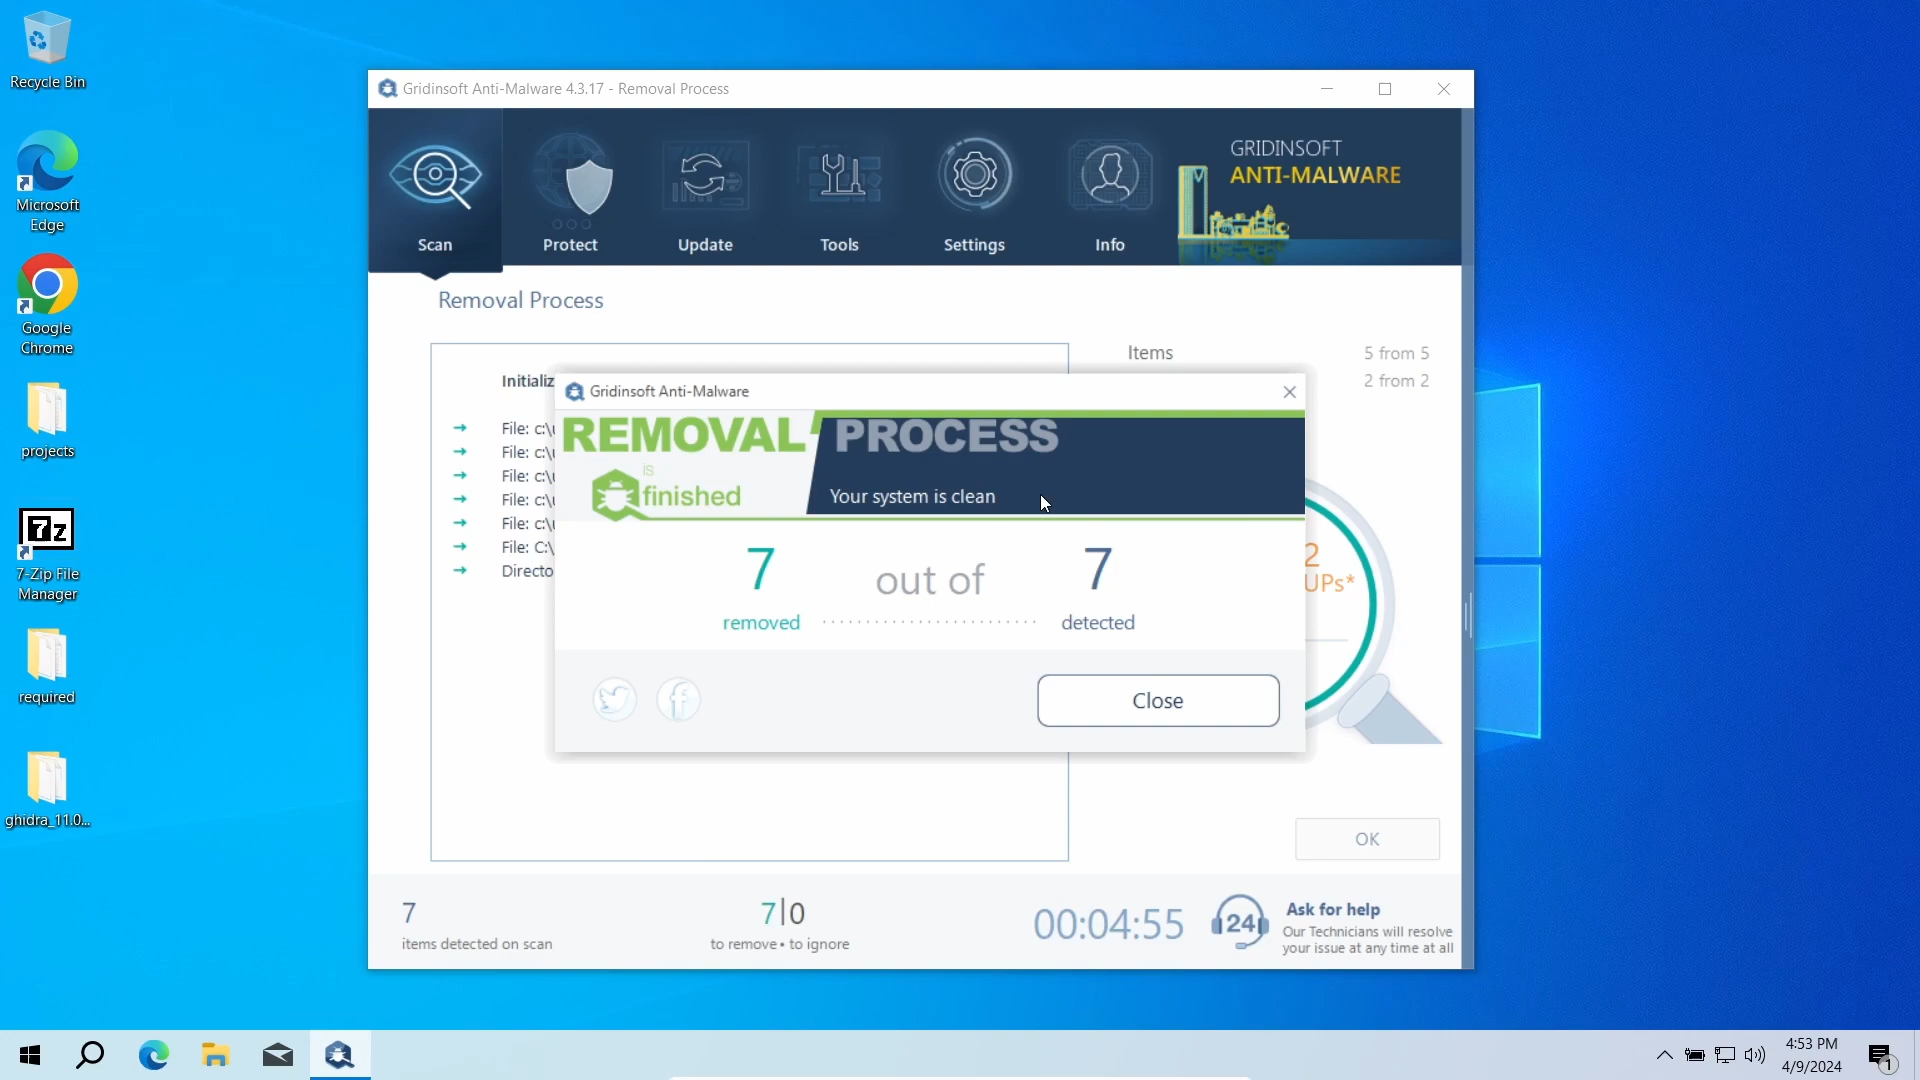 Recycle Bin
Microsoft
Edge
Google
Chrome
projects
7z
7-Zip File
Manager
required
ghidra_11.0...
Gridinsoft Anti-Malware 4.3.17 - Removal Process
Scan
Protect
Update
Tools
Settings
Info
GRIDINSOFT
ANTI-MALWARE
Removal Process
Items
5 from 5
2 from 2
File: c:\
File: c:\
File: c:\
File: c:\
File: c:\
File: C:\
2
UPs*
Gridinsoft Anti-Malware
REMOVAL PROCESS
is
finished
Your system is clean
7 out of 7
removed
detected
Close
OK
7
items detected on scan
7|0
to remove • to ignore
00:04:55
24
Ask for help
Our Technicians will resolve
your issue at any time at all
4:53 PM
4/9/2024
1